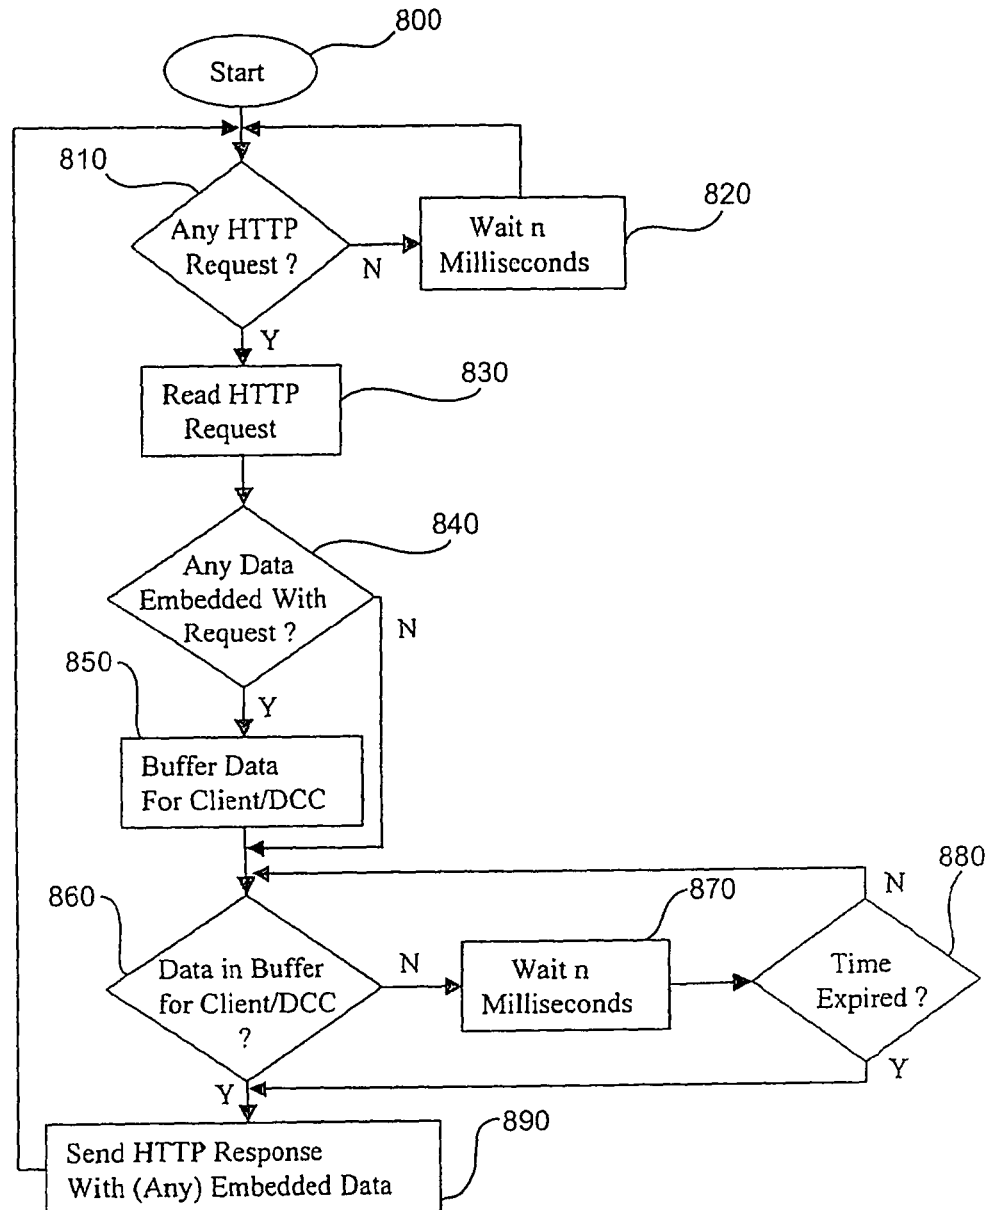 800
Start
810
Any HTTP
Request ?
N
Wait n
Milliseconds
820
Y
Read HTTP
Request
830
840
Any Data
Embedded With
Request ?
N
850
Y
Buffer Data
For Client/DCC
860
870
N
880
Data in Buffer
for Client/DCC
?
N
Wait n
Milliseconds
Time
Expired ?
Y
Y
890
Send HTTP Response
With (Any) Embedded Data